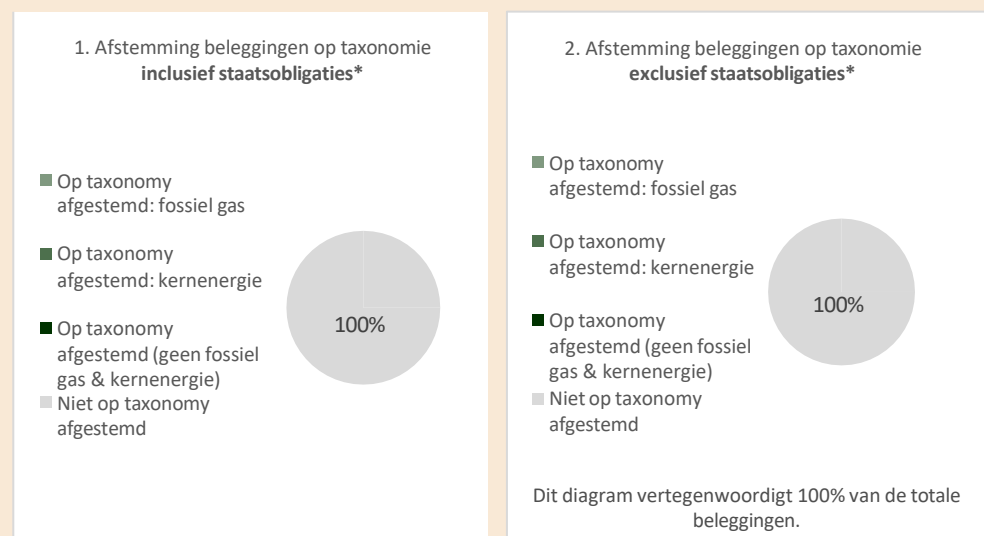 1. Afstemming beleggingen op taxonomie
inclusief staatsobligaties*
Op taxonomy
afgestemd: fossiel gas
Op taxonomy
afgestemd: kernenergie
Op taxonomy
afgestemd (geen fossiel
gas & kernenergie)
Niet op taxonomy
afgestemd
100%
2. Afstemming beleggingen op taxonomie
exclusief staatsobligaties*
Op taxonomy
afgestemd: fossiel gas
Op taxonomy
afgestemd: kernenergie
Op taxonomy
afgestemd (geen fossiel
gas & kernenergie)
Niet op taxonomy
afgestemd
100%
Dit diagram vertegenwoordigt 100% van de totale
beleggingen.